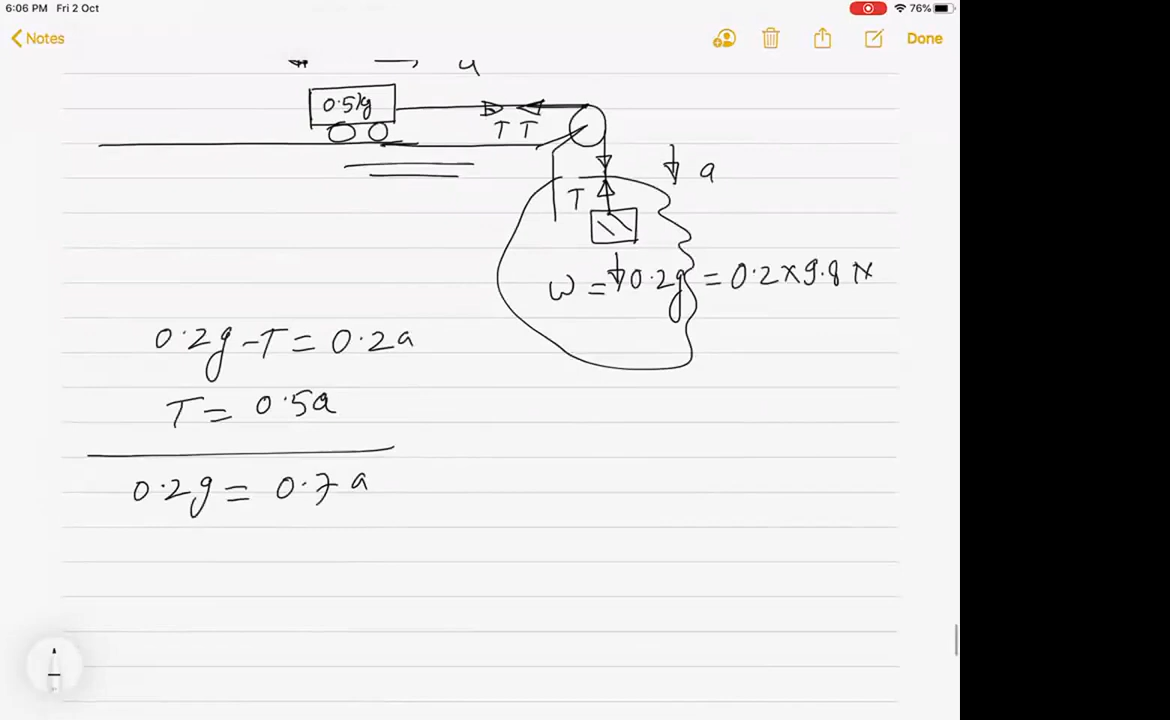 6:06 PM Fri 2 Oct
76%
Notes
Done
a
0.5kg
T T
a
T
W = 0.2g = 0.2×9.8 N
0.2g - T = 0.2a
T = 0.5a
0.2g = 0.7 a